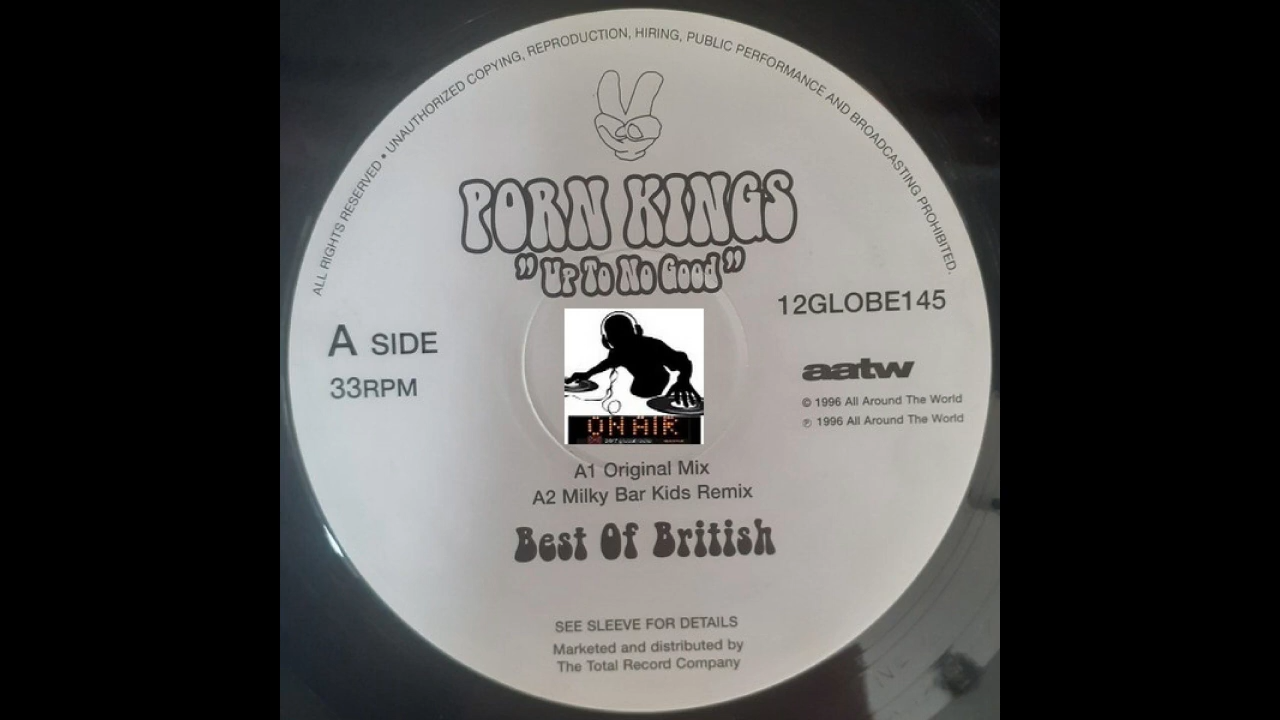 ALL RIGHTS RESERVED • UNAUTHORIZED COPYING, REPRODUCTION, HIRING, PUBLIC PERFORMANCE AND BROADCASTING PROHIBITED.
PORN KINGS
"Up To No Good"
12GLOBE145
A SIDE
33RPM
aatw
© 1996 All Around The World
℗ 1996 All Around The World
ON AIR
A1 Original Mix
A2 Milky Bar Kids Remix
Best Of British
SEE SLEEVE FOR DETAILS
Marketed and distributed by
The Total Record Company